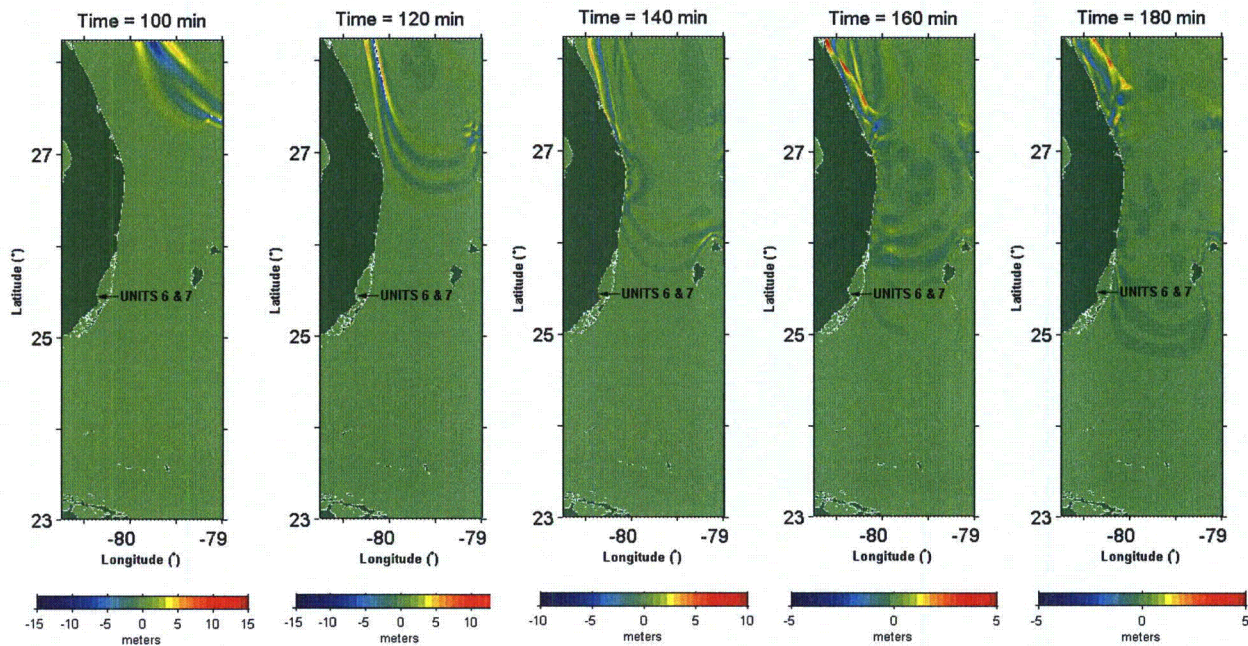 Time = 100 min
Time = 120 min
Time = 140 min
Time = 160 min
Time = 180 min
27
27
27
27
27
Latitude (°)
Latitude (°)
Latitude (°)
Latitude (°)
Latitude (°)
UNITS 6 & 7
UNITS 6 & 7
UNITS 6 & 7
UNITS 6 & 7
UNITS 6 & 7
25
25
25
25
25
23
23
23
23
23
-80 -79
-80 -79
-80 -79
-80 -79
-80 -79
Longitude (°)
Longitude (°)
Longitude (°)
Longitude (°)
Longitude (°)
-15 -10 -5 0 5 10 15
-15 -10 -5 0 5 10
-10 -5 0 5 10
-5 0 5
-5 0 5
meters
meters
meters
meters
meters